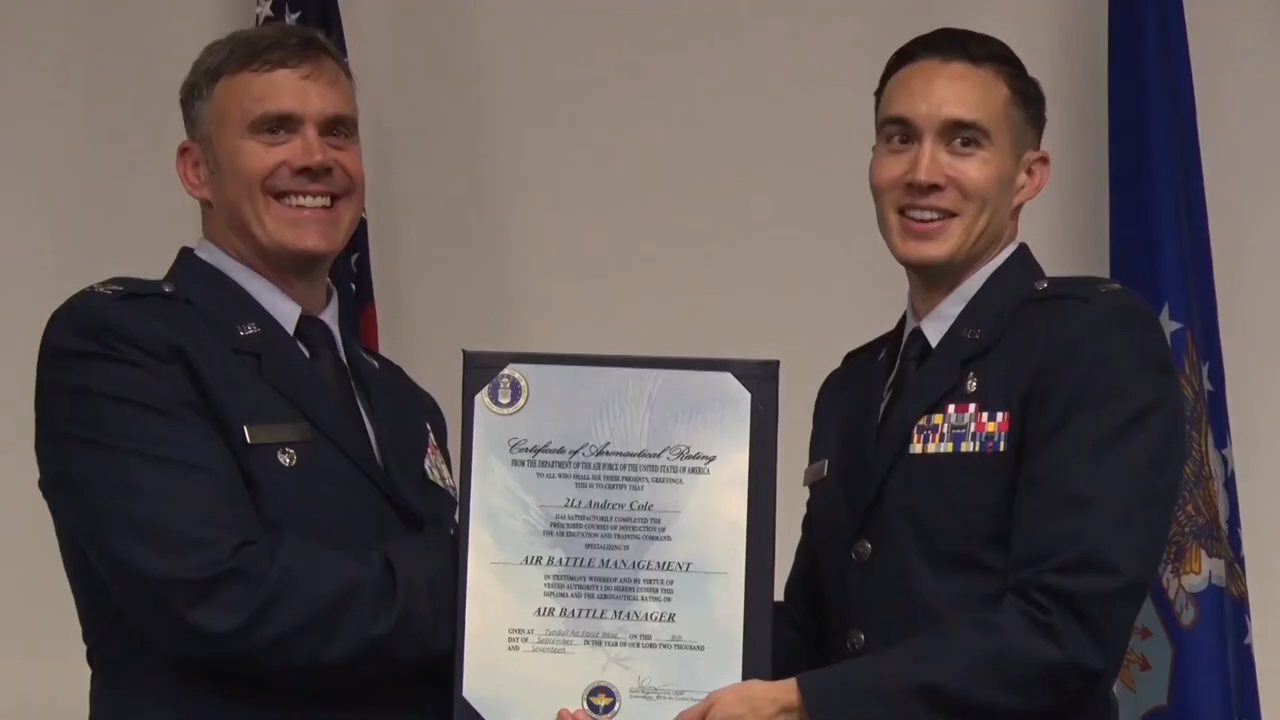 Certificate of Aeronautical Rating
FROM THE DEPARTMENT OF THE AIR FORCE OF THE UNITED STATES OF AMERICA
TO ALL WHO SHALL SEE THESE PRESENTS, GREETINGS,
THIS IS TO CERTIFY THAT
2Lt Andrew Cole
HAS SATISFACTORILY COMPLETED THE
PRESCRIBED COURSES OF INSTRUCTION OF
THE AIR EDUCATION AND TRAINING COMMAND.
SPECIALIZING IN
AIR BATTLE MANAGEMENT
IN TESTIMONY WHEREOF AND BY VIRTUE OF
VESTED AUTHORITY I DO HEREBY CONFER THIS
DIPLOMA AND THE AERONAUTICAL RATING OF:
AIR BATTLE MANAGER
GIVEN AT Tyndall Air Force Base ON THIS 8th
DAY OF September IN THE YEAR OF OUR LORD TWO THOUSAND
AND Seventeen